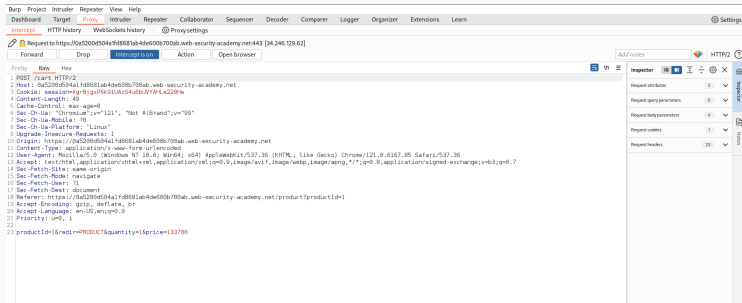 Burp Project Intruder Repeater View Help
Dashboard Target Proxy Intruder Repeater Collaborator Sequencer Decoder Comparer Logger Organizer Extensions Learn Settings
Intercept HTTP history WebSockets history Proxy settings
Request to https://0a5200d504a1fd8681ab4de600b700ab.web-security-academy.net:443 [34.246.129.62]
Forward Drop Intercept is on Action Open browser Add notes HTTP/2
Pretty Raw Hex \n Inspector
1 POST /cart HTTP/2
2 Host: 0a5200d504a1fd8681ab4de600b700ab.web-security-academy.net
3 Cookie: session=
4 Content-Length: 49
5 Cache-Control: max-age=0
6 Sec-Ch-Ua: "Chromium";v="121", "Not A(Brand";v="99"
7 Sec-Ch-Ua-Mobile: ?0
8 Sec-Ch-Ua-Platform: "Linux"
9 Upgrade-Insecure-Requests: 1
10 Origin: https://0a5200d504a1fd8681ab4de600b700ab.web-security-academy.net
11 Content-Type: application/x-www-form-urlencoded
12 User-Agent: Mozilla/5.0 (Windows NT 10.0; Win64; x64) AppleWebKit/537.36 (KHTML, like Gecko) Chrome/121.0.6167.85 Safari/537.36
13 Accept: text/html,application/xhtml+xml,application/xml;q=0.9,image/avif,image/webp,image/apng,*/*;q=0.8,application/signed-exchange;v=b3;q=0.7
14 Sec-Fetch-Site: same-origin
15 Sec-Fetch-Mode: navigate
16 Sec-Fetch-User: ?1
17 Sec-Fetch-Dest: document
18 Referer: https://0a5200d504a1fd8681ab4de600b700ab.web-security-academy.net/product?productId=1
19 Accept-Encoding: gzip, deflate, br
20 Accept-Language: en-US,en;q=0.9
21 Priority: u=0, i
22
23 productId=1&redir=PRODUCT&quantity=1&price=133700
Request attributes 2
Request query parameters 0
Request body parameters 4
Request cookies 1
Request headers 23
Inspector
Notes